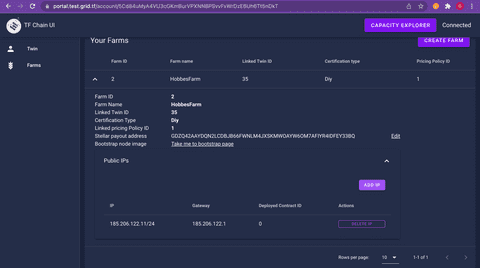 portal.test.grid.tf
TF Chain UI
CAPACITY EXPLORER
Connected
Twin
Farms
Your Farms
CREATE FARM
Farm ID Farm name Linked Twin ID Certification type Pricing Policy ID
2 HobbesFarm 35 Diy 1
Farm ID 2
Farm Name HobbesFarm
Linked Twin ID 35
Certification Type Diy
Linked pricing Policy ID 1
Stellar payout address Edit
Bootstrap node image Take me to bootstrap page
Public IPs
ADD IP
IP Gateway Deployed Contract ID Actions
185.206.122.11/24 185.206.122.1 0 DELETE IP
Rows per page: 10 1-1 of 1